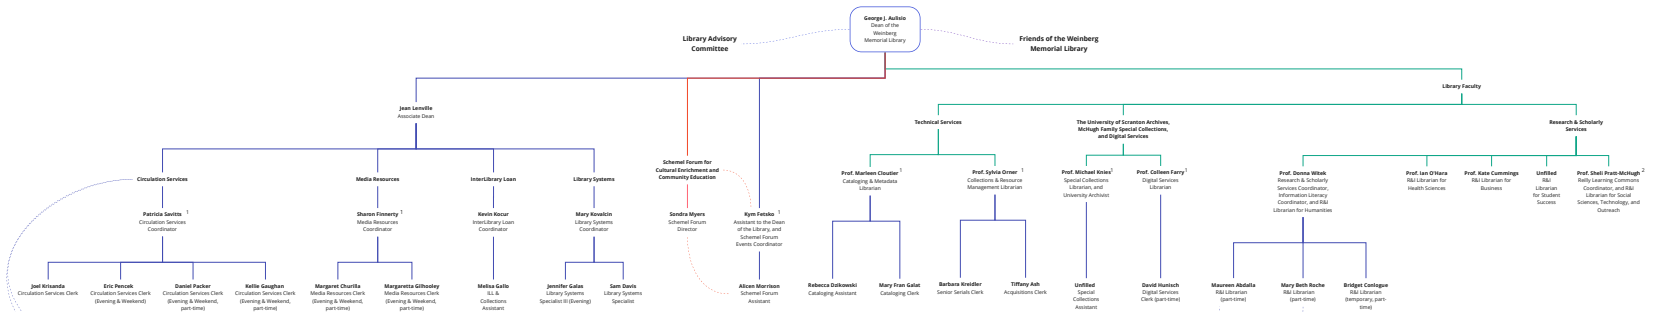 George J. Aulisio
Dean of the
Weinberg
Memorial Library
Library Advisory
Committee
Friends of the Weinberg
Memorial Library
Jean Lenville
Associate Dean
Library Faculty
Technical Services
The University of Scranton Archives,
McHugh Family Special Collections,
and Digital Services
Research & Scholarly
Services
Circulation Services
Media Resources
InterLibrary Loan
Library Systems
Schemel Forum for
Cultural Enrichment and
Community Education
Prof. Marleen Cloutier 1
Cataloging & Metadata
Librarian
Prof. Sylvia Orner 1
Collections & Resource
Management Librarian
Prof. Michael Knies 1
Special Collections
Librarian, and
University Archivist
Prof. Colleen Farry 1
Digital Services
Librarian
Prof. Donna Witek
Research & Scholarly
Services Coordinator,
Information Literacy
Coordinator, and R&I
Librarian for Humanities
Prof. Ian O'Hara
R&I Librarian for
Health Sciences
Prof. Kate Cummings
R&I Librarian for
Business
Unfilled
R&I
Librarian
for Student
Success
Prof. Sheli Pratt-McHugh 2
Reilly Learning Commons
Coordinator, and R&I
Librarian for Social
Sciences, Technology, and
Outreach
Patricia Savitts 1
Circulation Services
Coordinator
Sharon Finnerty 1
Media Resources
Coordinator
Kevin Kocur
InterLibrary Loan
Coordinator
Mary Kovalcin
Library Systems
Coordinator
Sondra Myers
Schemel Forum
Director
Kym Fetsko 1
Assistant to the Dean
of the Library, and
Schemel Forum
Events Coordinator
Joel Krisanda
Circulation Services Clerk
Eric Pencek
Circulation Services Clerk
(Evening & Weekend)
Daniel Packer
Circulation Services Clerk
(Evening & Weekend,
part-time)
Kellie Gaughan
Circulation Services Clerk
(Evening & Weekend,
part-time)
Margaret Churilla
Media Resources Clerk
(Evening & Weekend,
part-time)
Margaretta Gilhooley
Media Resources Clerk
(Evening & Weekend,
part-time)
Melisa Gallo
ILL &
Collections
Assistant
Jennifer Galas
Library Systems
Specialist III (Evening)
Sam Davis
Library Systems
Specialist
Alicen Morrison
Schemel Forum
Assistant
Rebecca Dzikowski
Cataloging Assistant
Mary Fran Galat
Cataloging Clerk
Barbara Kreidler
Senior Serials Clerk
Tiffany Ash
Acquisitions Clerk
Unfilled
Special
Collections
Assistant
David Hunisch
Digital Services
Clerk (part-time)
Maureen Abdalla
R&I Librarian
(part-time)
Mary Beth Roche
R&I Librarian
(part-time)
Bridget Conlogue
R&I Librarian
(temporary, part-
time)